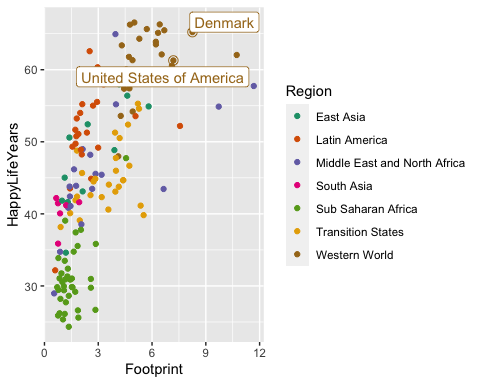 Denmark
United States of America
HappyLifeYears
60
50
40
30
0
3
6
9
12
Footprint
Region
East Asia
Latin America
Middle East and North Africa
South Asia
Sub Saharan Africa
Transition States
Western World